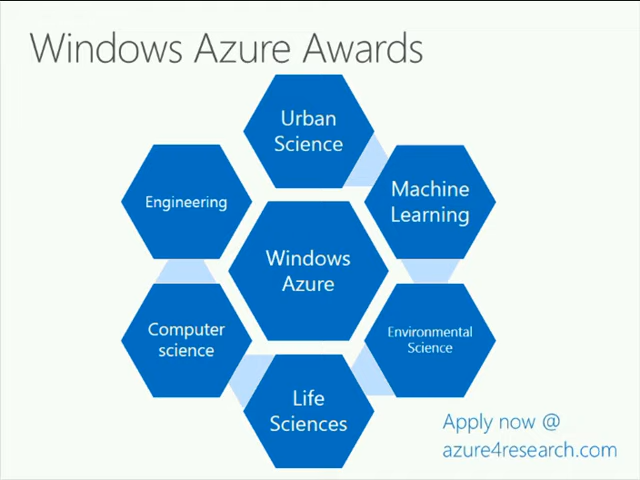 Windows Azure Awards
Urban
Science
Machine
Learning
Engineering
Windows
Azure
Environmental
Science
Computer
science
Life
Sciences
Apply now @
azure4research.com